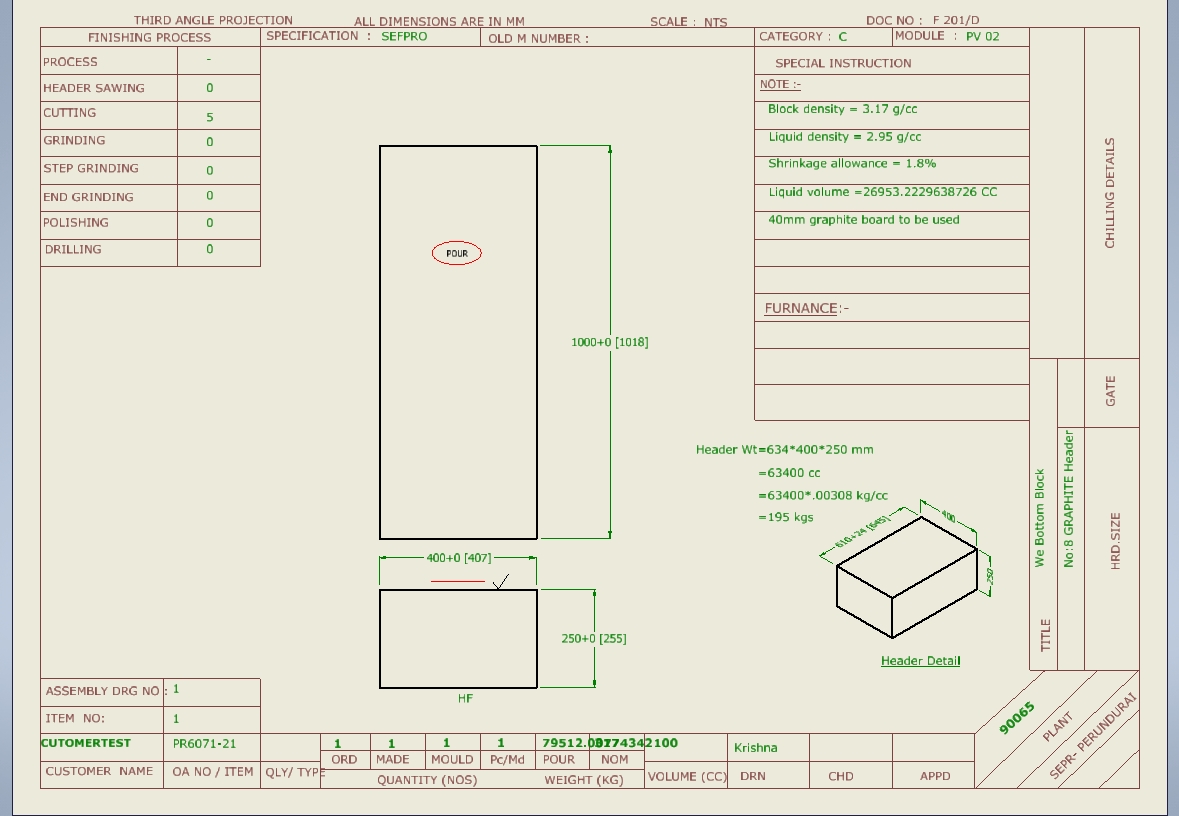 THIRD ANGLE PROJECTION ALL DIMENSIONS ARE IN MM SCALE : NTS DOC NO : F 201/D
FINISHING PROCESS SPECIFICATION : SEFPRO OLD M NUMBER : CATEGORY : C MODULE : PV 02
PROCESS -
HEADER SAWING 0
CUTTING 5
GRINDING 0
STEP GRINDING 0
END GRINDING 0
POLISHING 0
DRILLING 0
SPECIAL INSTRUCTION
NOTE :-
Block density = 3.17 g/cc
Liquid density = 2.95 g/cc
Shrinkage allowance = 1.8%
Liquid volume =26953.2229638726 CC
40mm graphite board to be used
FURNANCE:-
CHILLING DETAILS
GATE
HRD.SIZE
No:8 GRAPHITE Header
We Bottom Block
TITLE
POUR
1000+0 [1018]
400+0 [407]
250+0 [255]
HF
Header Wt=634*400*250 mm
=63400 cc
=63400*.00308 kg/cc
=195 kgs
610+24 [645]
400
250
Header Detail
ASSEMBLY DRG NO : 1
ITEM NO: 1
CUTOMERTEST PR6071-21
CUSTOMER NAME OA NO / ITEM QLY/ TYPE
1 1 1 1
ORD MADE MOULD Pc/Md POUR NOM
QUANTITY (NOS) WEIGHT (KG) VOLUME (CC)
Krishna
DRN CHD APPD
90065
PLANT
SEPR- PERUNDURAI